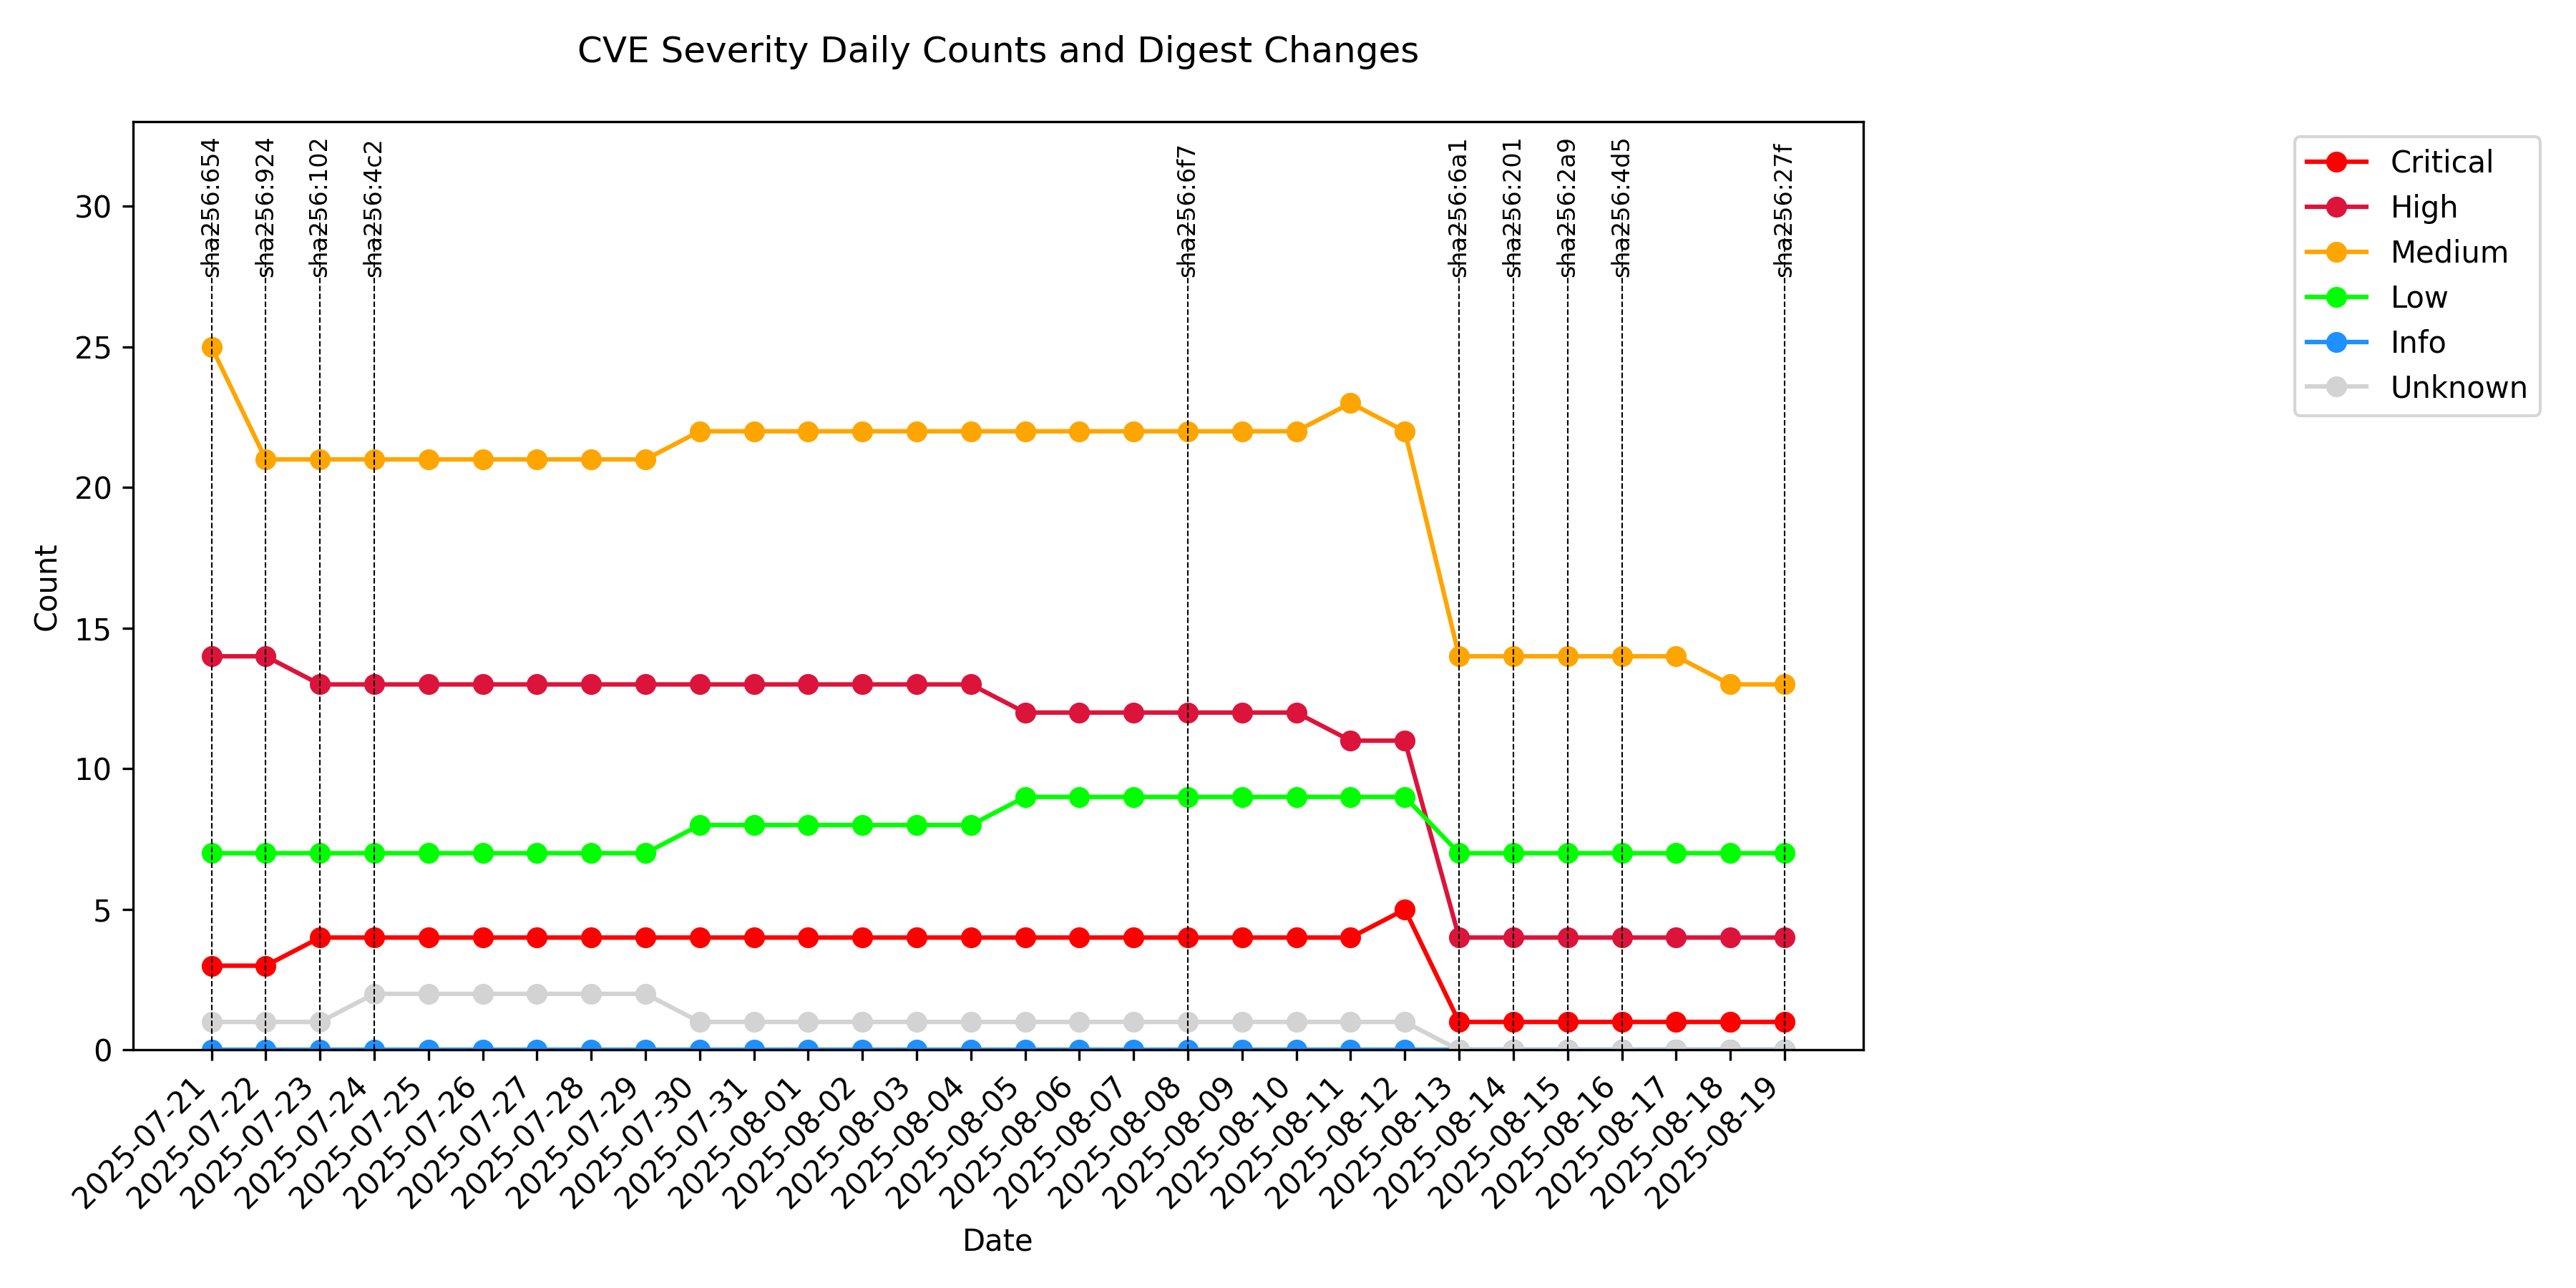 CVE Severity Daily Counts and Digest Changes
sha256:654
sha256:924
sha256:102
sha256:4c2
sha256:6f7
sha256:6a1
sha256:201
sha256:2a9
sha256:4d5
sha256:27f
Critical
High
Medium
Low
Info
Unknown
Count
30
25
20
15
10
5
0
2025-07-21
2025-07-22
2025-07-23
2025-07-24
2025-07-25
2025-07-26
2025-07-27
2025-07-28
2025-07-29
2025-07-30
2025-07-31
2025-08-01
2025-08-02
2025-08-03
2025-08-04
2025-08-05
2025-08-06
2025-08-07
2025-08-08
2025-08-09
2025-08-10
2025-08-11
2025-08-12
2025-08-13
2025-08-14
2025-08-15
2025-08-16
2025-08-17
2025-08-18
2025-08-19
Date